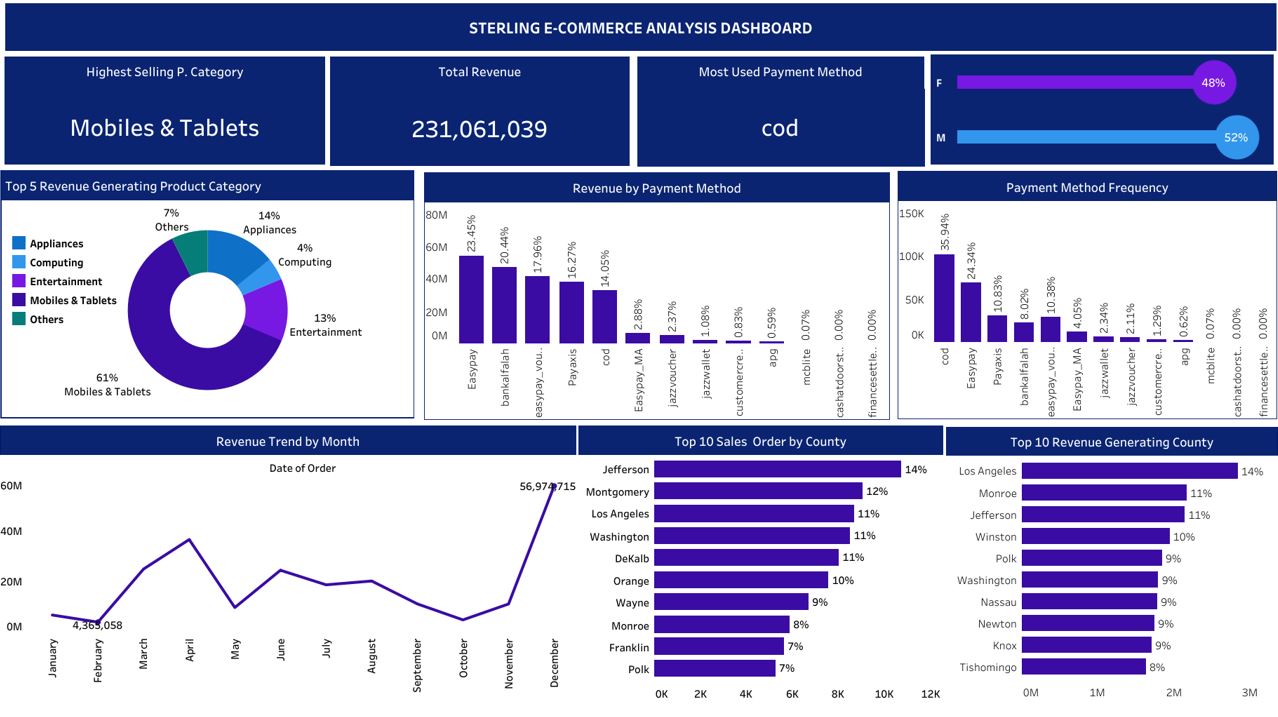 STERLING E-COMMERCE ANALYSIS DASHBOARD
Highest Selling P. Category
Mobiles & Tablets
Total Revenue
231,061,039
Most Used Payment Method
cod
F
48%
M
52%
Top 5 Revenue Generating Product Category
Appliances
Computing
Entertainment
Mobiles & Tablets
Others
7%
Others
14%
Appliances
4%
Computing
13%
Entertainment
61%
Mobiles & Tablets
Revenue by Payment Method
80M
60M
40M
20M
0M
23.45%
20.44%
17.96%
16.27%
14.05%
2.88%
2.37%
1.08%
0.83%
0.59%
0.07%
0.00%
0.00%
Easypay
bankalfalah
easypay_vou..
Payaxis
cod
Easypay_MA
jazzvoucher
jazzwallet
customercre..
apg
mcblite
cashatdoorst..
financesettle..
Payment Method Frequency
150K
100K
50K
0K
35.94%
24.34%
10.83%
8.02%
10.38%
4.05%
2.34%
2.11%
1.29%
0.62%
0.07%
0.00%
0.00%
cod
Easypay
Payaxis
bankalfalah
easypay_vou..
Easypay_MA
jazzwallet
jazzvoucher
customercre..
apg
mcblite
cashatdoorst..
financesettle..
Revenue Trend by Month
Date of Order
60M
40M
20M
0M
4,365,058
56,974,715
January
February
March
April
May
June
July
August
September
October
November
December
Top 10 Sales Order by County
Jefferson 14%
Montgomery 12%
Los Angeles 11%
Washington 11%
DeKalb 11%
Orange 10%
Wayne 9%
Monroe 8%
Franklin 7%
Polk 7%
0K 2K 4K 6K 8K 10K 12K
Top 10 Revenue Generating County
Los Angeles 14%
Monroe 11%
Jefferson 11%
Winston 10%
Polk 9%
Washington 9%
Nassau 9%
Newton 9%
Knox 9%
Tishomingo 8%
0M 1M 2M 3M